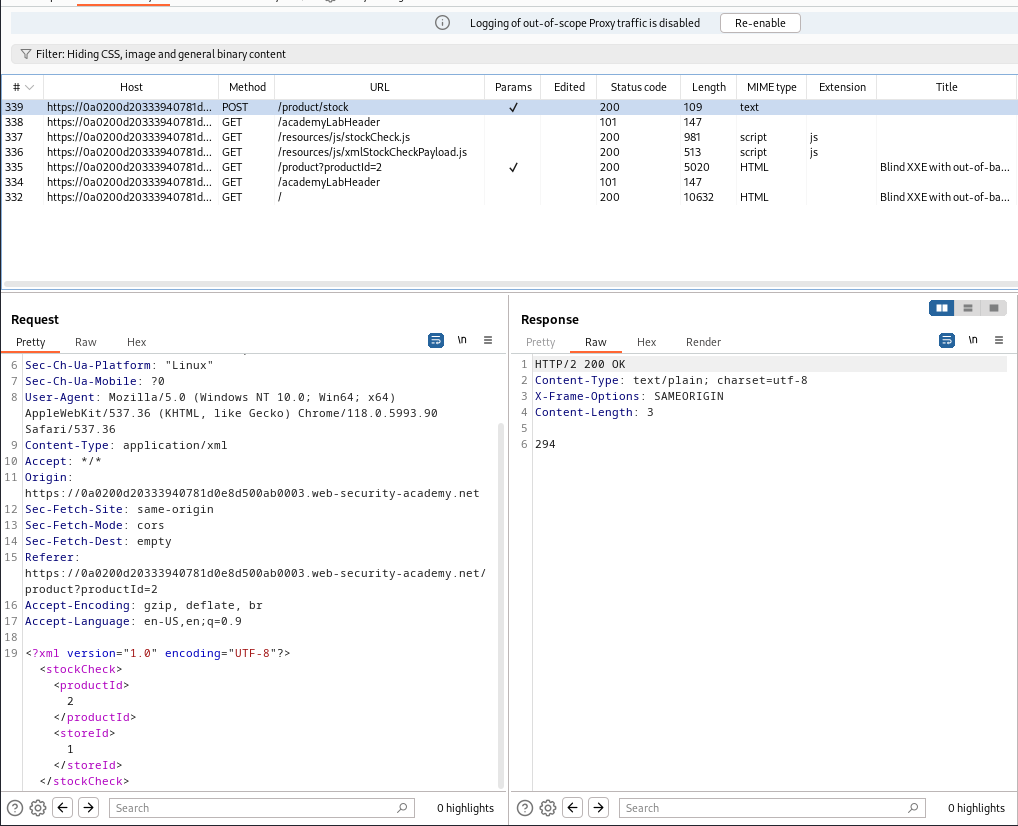 Logging of out-of-scope Proxy traffic is disabled Re-enable
Filter: Hiding CSS, image and general binary content
# Host Method URL Params Edited Status code Length MIME type Extension Title
339 https://0a0200d20333940781d... POST /product/stock ✓ 200 109 text
338 https://0a0200d20333940781d... GET /academyLabHeader 101 147
337 https://0a0200d20333940781d... GET /resources/js/stockCheck.js 200 981 script js
336 https://0a0200d20333940781d... GET /resources/js/xmlStockCheckPayload.js 200 513 script js
335 https://0a0200d20333940781d... GET /product?productId=2 ✓ 200 5020 HTML Blind XXE with out-of-ba...
334 https://0a0200d20333940781d... GET /academyLabHeader 101 147
332 https://0a0200d20333940781d... GET / 200 10632 HTML Blind XXE with out-of-ba...
Request
Pretty Raw Hex \n
6 Sec-Ch-Ua-Platform: "Linux"
7 Sec-Ch-Ua-Mobile: ?0
8 User-Agent: Mozilla/5.0 (Windows NT 10.0; Win64; x64)
AppleWebKit/537.36 (KHTML, like Gecko) Chrome/118.0.5993.90
Safari/537.36
9 Content-Type: application/xml
10 Accept: */*
11 Origin:
https://0a0200d20333940781d0e8d500ab0003.web-security-academy.net
12 Sec-Fetch-Site: same-origin
13 Sec-Fetch-Mode: cors
14 Sec-Fetch-Dest: empty
15 Referer:
https://0a0200d20333940781d0e8d500ab0003.web-security-academy.net/
product?productId=2
16 Accept-Encoding: gzip, deflate, br
17 Accept-Language: en-US,en;q=0.9
18
19 <?xml version="1.0" encoding="UTF-8"?>
<stockCheck>
<productId>
2
</productId>
<storeId>
1
</storeId>
</stockCheck>
Search 0 highlights
Response
Pretty Raw Hex Render \n
1 HTTP/2 200 OK
2 Content-Type: text/plain; charset=utf-8
3 X-Frame-Options: SAMEORIGIN
4 Content-Length: 3
5
6 294
Search 0 highlights